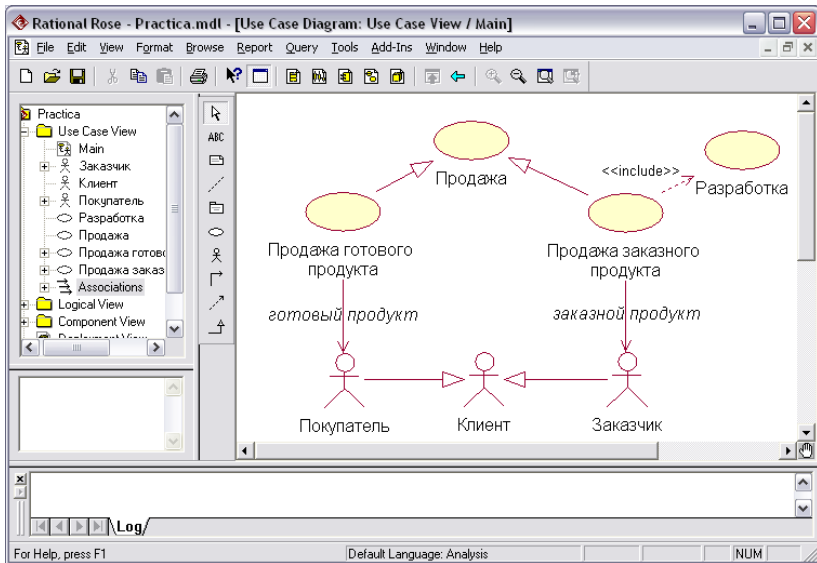 Rational Rose - Practica.mdl - [Use Case Diagram: Use Case View / Main]
File Edit View Format Browse Report Query Tools Add-Ins Window Help
Practica
Use Case View
Main
Заказчик
Клиент
Покупатель
Разработка
Продажа
Продажа готово
Продажа заказ
Associations
Logical View
Component View
ABC
Продажа
<<include>>
Разработка
Продажа готового
продукта
Продажа заказного
продукта
готовый продукт
заказной продукт
Покупатель
Клиент
Заказчик
Log
For Help, press F1
Default Language: Analysis
NUM